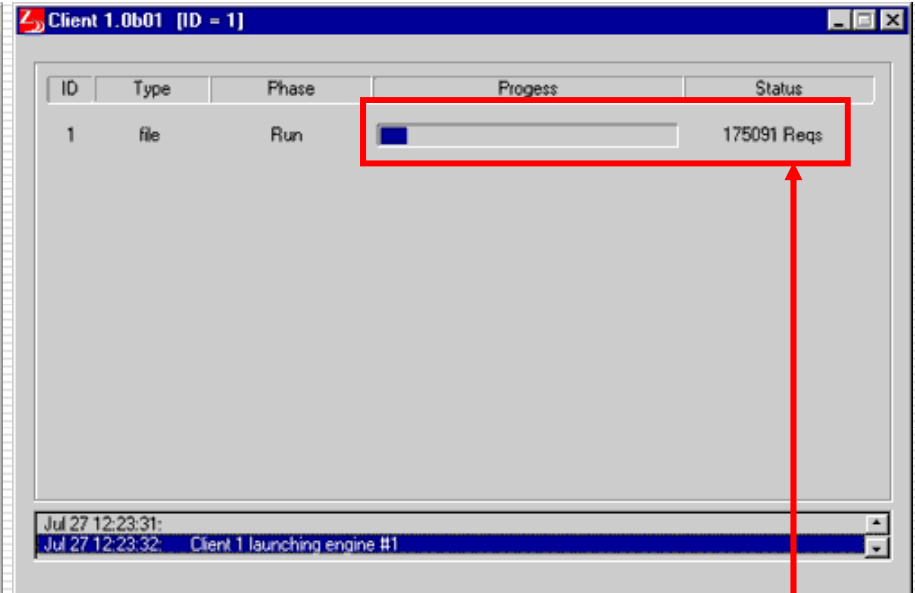 Client 1.0b01 [ID = 1]
ID Type Phase Progess Status
1 file Run 175091 Reqs
Jul 27 12:23:31:
Jul 27 12:23:32: Client 1 launching engine #1